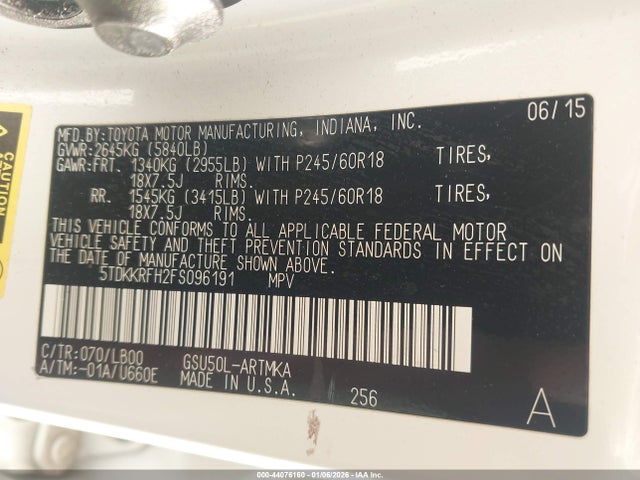 06/15
MFD.BY:TOYOTA MOTOR MANUFACTURING, INDIANA, INC.
GVWR:2645KG (5840LB)
GAWR:FRT. 1340KG (2955LB) WITH P245/60R18 TIRES,
18X7.5J RIMS.
RR. 1545KG (3415LB) WITH P245/60R18 TIRES,
18X7.5J RIMS.
THIS VEHICLE CONFORMS TO ALL APPLICABLE FEDERAL MOTOR
VEHICLE SAFETY AND THEFT PREVENTION STANDARDS IN EFFECT ON
THE DATE OF MANUFACTURE SHOWN ABOVE.
5TDKKRFH2FS096191 MPV
C/TR:070/LB00 GSU50L-ARTMKA
A/TM:-01A/U660E MADE IN U.S.A. 256 A
CAUTION
000-44076160 - 01/06/2026 - IAA Inc.